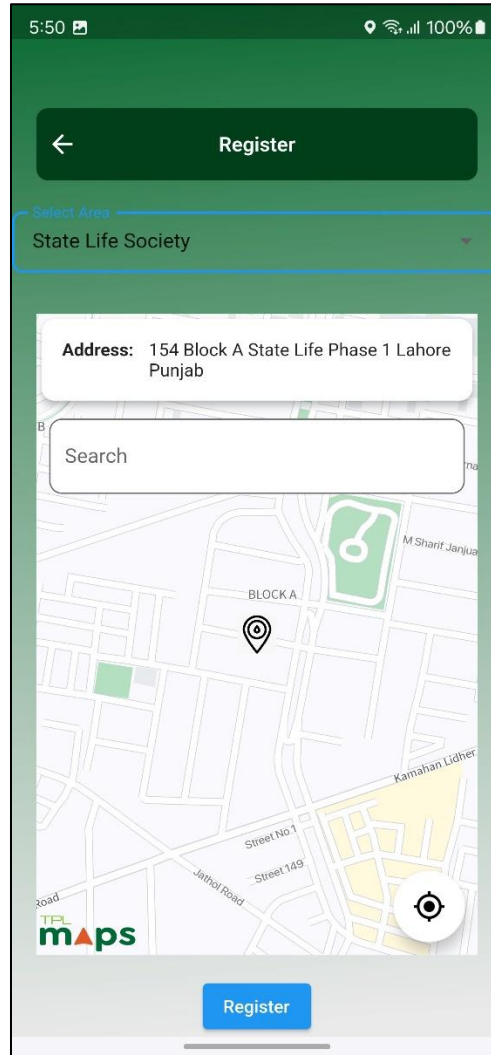 5:50
100%
Register
Select Area
State Life Society
Address: 154 Block A State Life Phase 1 Lahore
Punjab
B
Search
M Sharif Janjua
BLOCK A
Kamahan Lidher
Street No 1
Street 149
Jathol Road
Road
TPL
maps
Register